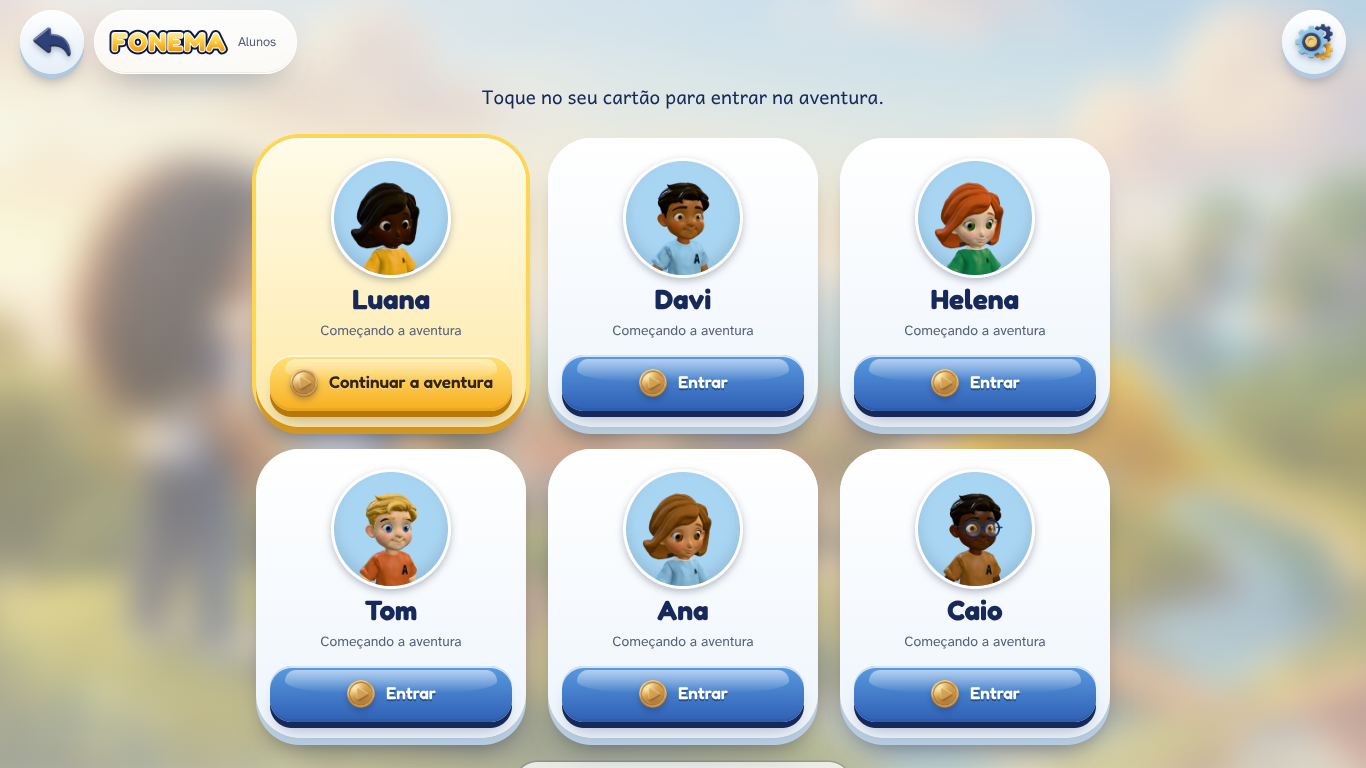 FONEMA Alunos
Toque no seu cartão para entrar na aventura.
Luana
Começando a aventura
Continuar a aventura
Davi
Começando a aventura
Entrar
Helena
Começando a aventura
Entrar
Tom
Começando a aventura
Entrar
Ana
Começando a aventura
Entrar
Caio
Começando a aventura
Entrar